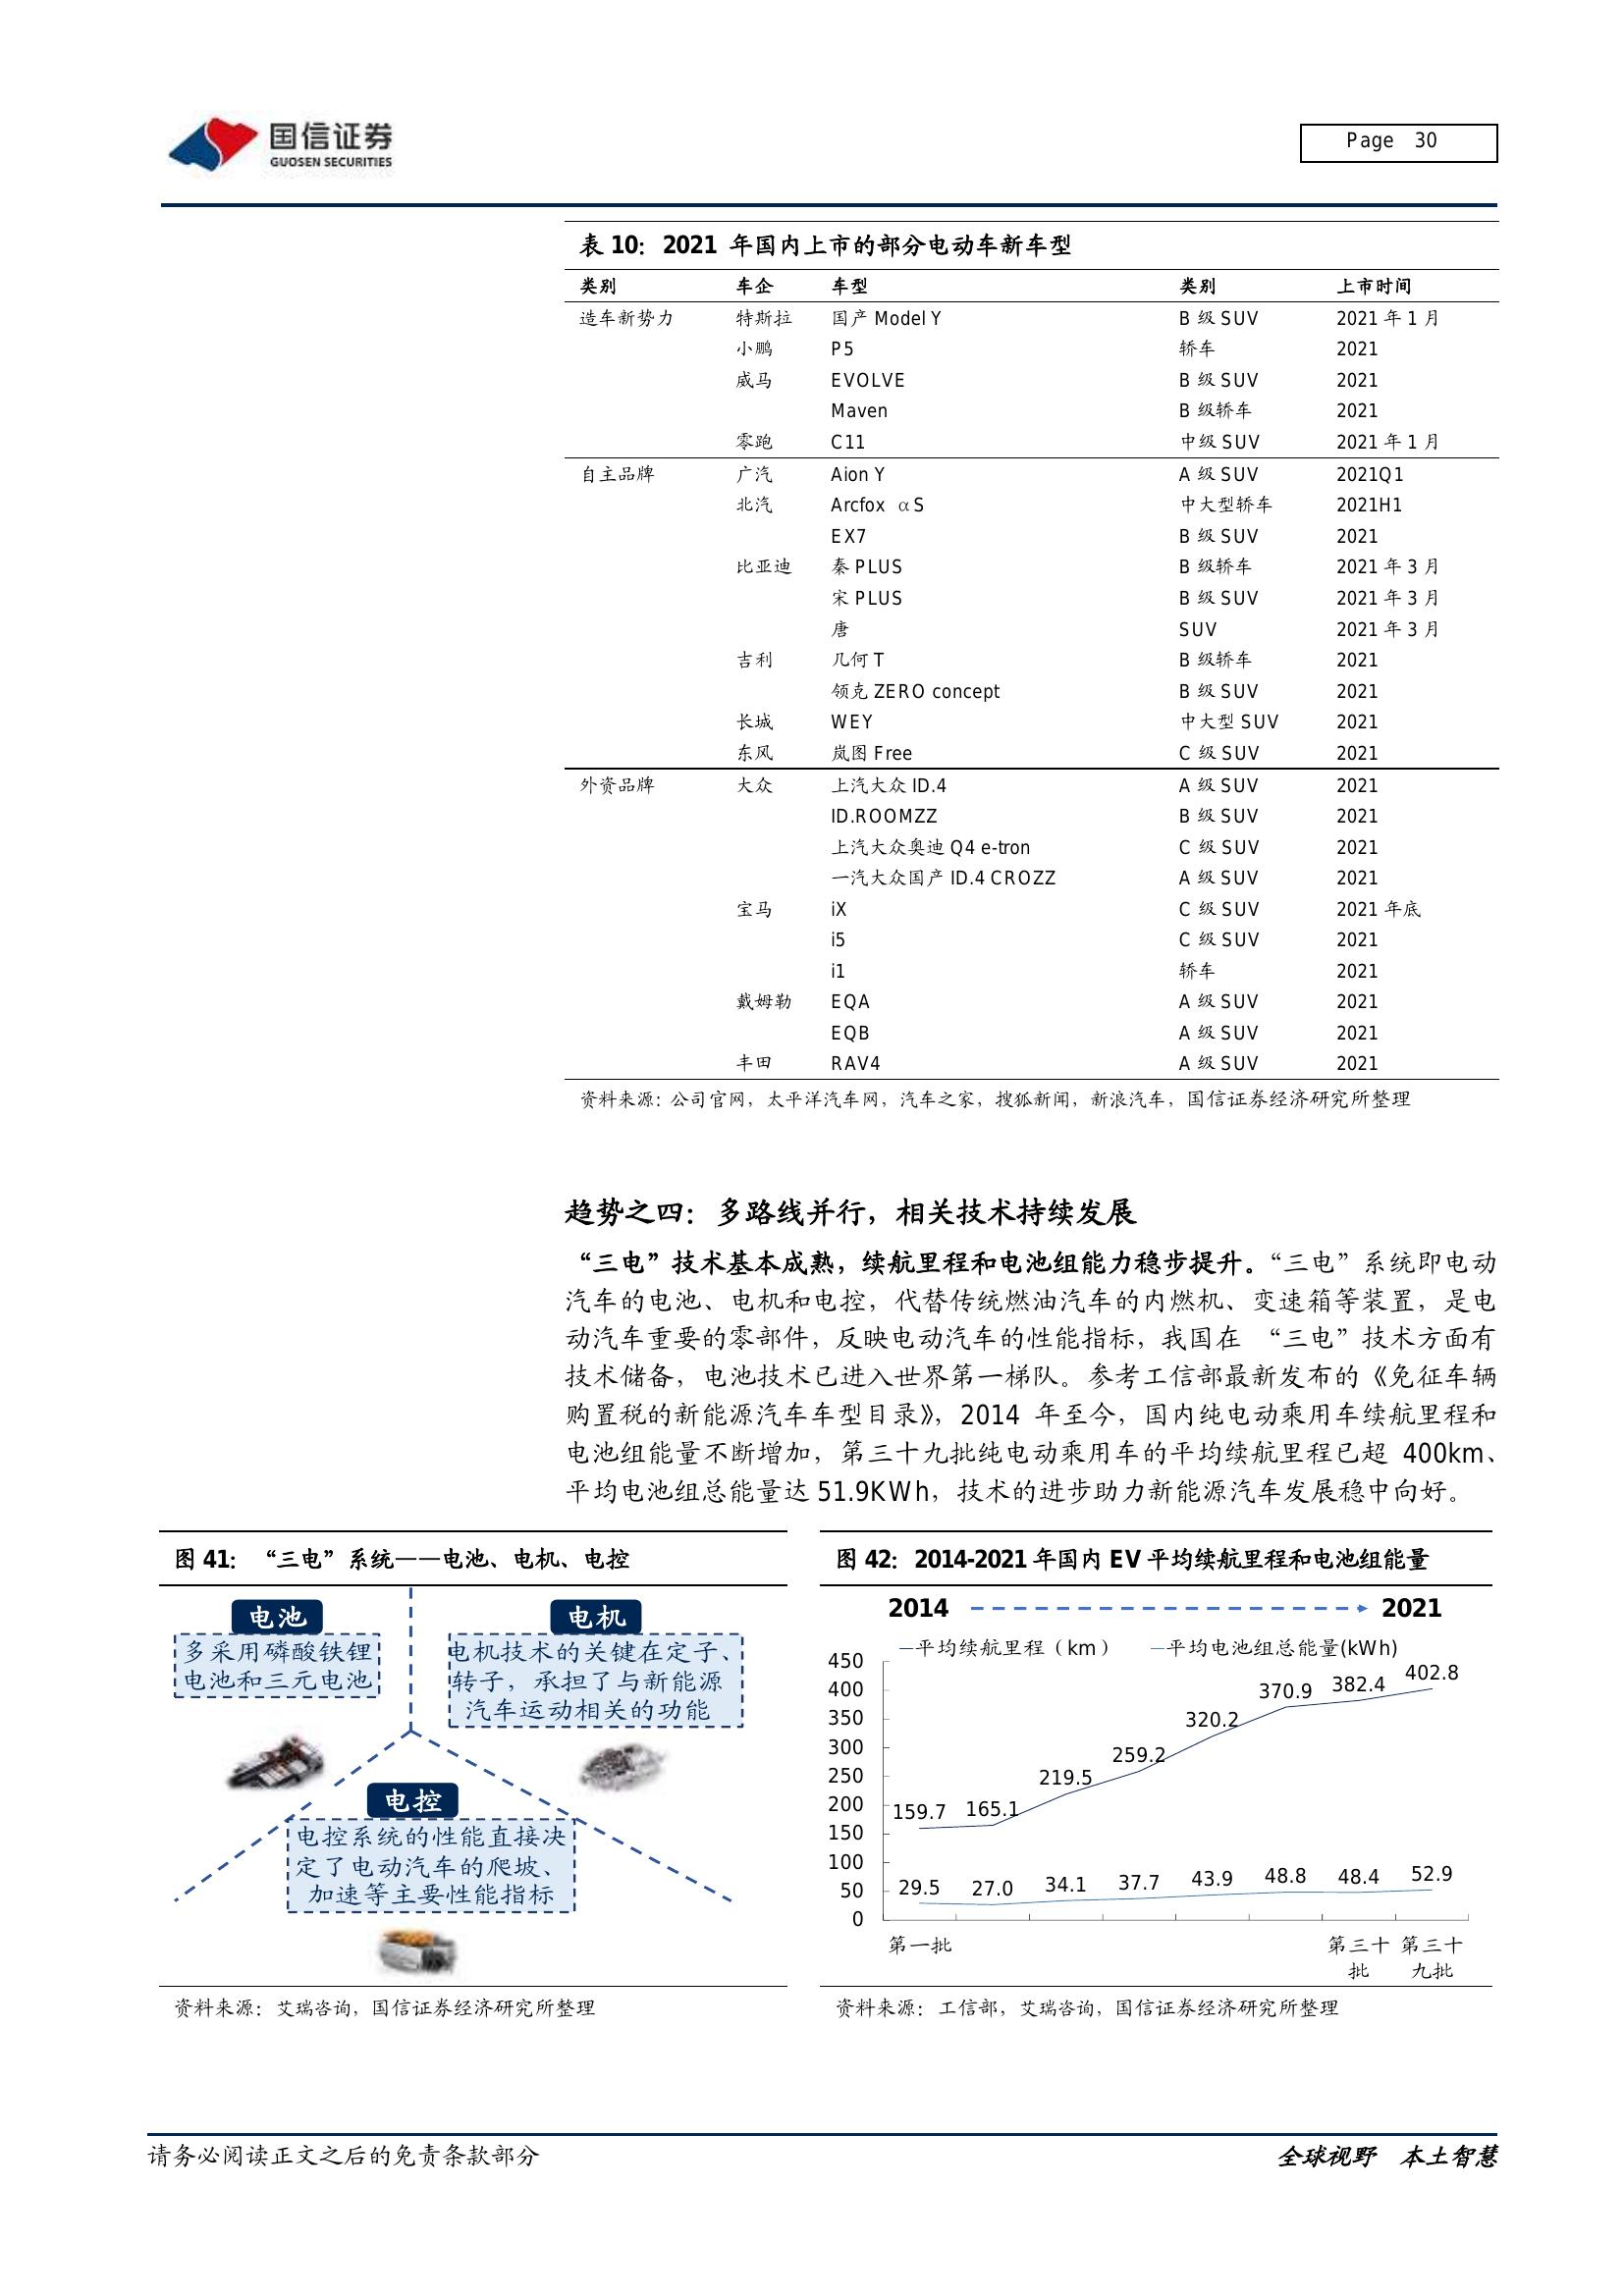 国信证券
GUOSEN SECURITIES
Page 30
表 10：2021 年国内上市的部分电动车新车型
类别 车企 车型 类别 上市时间
造车新势力 特斯拉 国产 Model Y B 级 SUV 2021 年 1 月
小鹏 P5 轿车 2021
威马 EVOLVE B 级 SUV 2021
Maven B 级轿车 2021
零跑 C11 中级 SUV 2021 年 1 月
自主品牌 广汽 Aion Y A 级 SUV 2021Q1
北汽 Arcfox αS 中大型轿车 2021H1
EX7 B 级 SUV 2021
比亚迪 秦 PLUS B 级轿车 2021 年 3 月
宋 PLUS B 级 SUV 2021 年 3 月
唐 SUV 2021 年 3 月
吉利 几何 T B 级轿车 2021
领克 ZERO concept B 级 SUV 2021
长城 WEY 中大型 SUV 2021
东风 岚图 Free C 级 SUV 2021
外资品牌 大众 上汽大众 ID.4 A 级 SUV 2021
ID.ROOMZZ B 级 SUV 2021
上汽大众奥迪 Q4 e-tron C 级 SUV 2021
一汽大众国产 ID.4 CROZZ A 级 SUV 2021
宝马 iX C 级 SUV 2021 年底
i5 C 级 SUV 2021
i1 轿车 2021
戴姆勒 EQA A 级 SUV 2021
EQB A 级 SUV 2021
丰田 RAV4 A 级 SUV 2021
资料来源：公司官网，太平洋汽车网，汽车之家，搜狐新闻，新浪汽车，国信证券经济研究所整理
趋势之四：多路线并行，相关技术持续发展
“三电”技术基本成熟，续航里程和电池组能力稳步提升。“三电”系统即电动
汽车的电池、电机和电控，代替传统燃油汽车的内燃机、变速箱等装置，是电
动汽车重要的零部件，反映电动汽车的性能指标，我国在 “三电”技术方面有
技术储备，电池技术已进入世界第一梯队。参考工信部最新发布的《免征车辆
购置税的新能源汽车车型目录》，2014 年至今，国内纯电动乘用车续航里程和
电池组能量不断增加，第三十九批纯电动乘用车的平均续航里程已超 400km、
平均电池组总能量达 51.9KWh，技术的进步助力新能源汽车发展稳中向好。
图 41：“三电”系统——电池、电机、电控
电池
多采用磷酸铁锂
电池和三元电池
电机
电机技术的关键在定子、
转子，承担了与新能源
汽车运动相关的功能
电控
电控系统的性能直接决
定了电动汽车的爬坡、
加速等主要性能指标
资料来源：艾瑞咨询，国信证券经济研究所整理
图 42：2014-2021 年国内 EV 平均续航里程和电池组能量
2014 2021
平均续航里程（km） 平均电池组总能量(kWh)
450
400
350
300
250
200
150
100
50
0
159.7 165.1 219.5 259.2 320.2 370.9 382.4 402.8
29.5 27.0 34.1 37.7 43.9 48.8 48.4 52.9
第一批 第三十 第三十
批 九批
资料来源：工信部，艾瑞咨询，国信证券经济研究所整理
请务必阅读正文之后的免责条款部分
全球视野 本土智慧